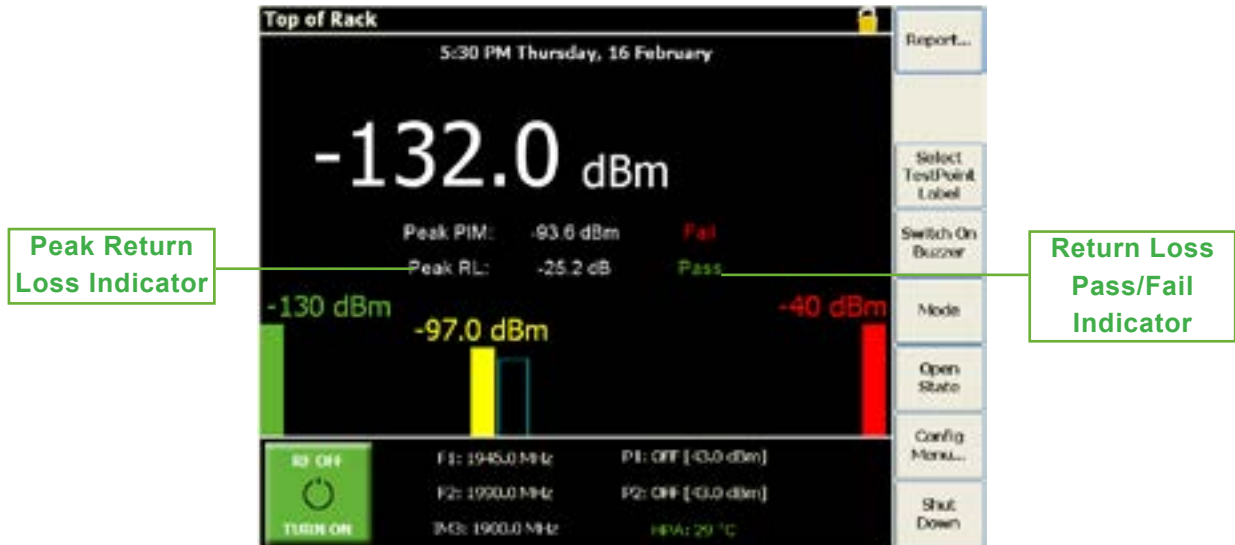 Top of Rack
5:30 PM Thursday, 16 February
-132.0 dBm
Peak PIM: -93.6 dBm Fail
Peak RL: -25.2 dB Pass
-130 dBm
-97.0 dBm
-40 dBm
RF OFF
TURN ON
F1: 1945.0 MHz
P1: OFF [43.0 dBm]
F2: 1990.0 MHz
P2: OFF [43.0 dBm]
IM3: 1900.0 MHz
HPA: 29 °C
Report...
Select
TestPoint
Label
Switch On
Buzzer
Mode
Open
State
Config
Menu...
Shut
Down
Peak Return
Loss Indicator
Return Loss
Pass/Fail
Indicator